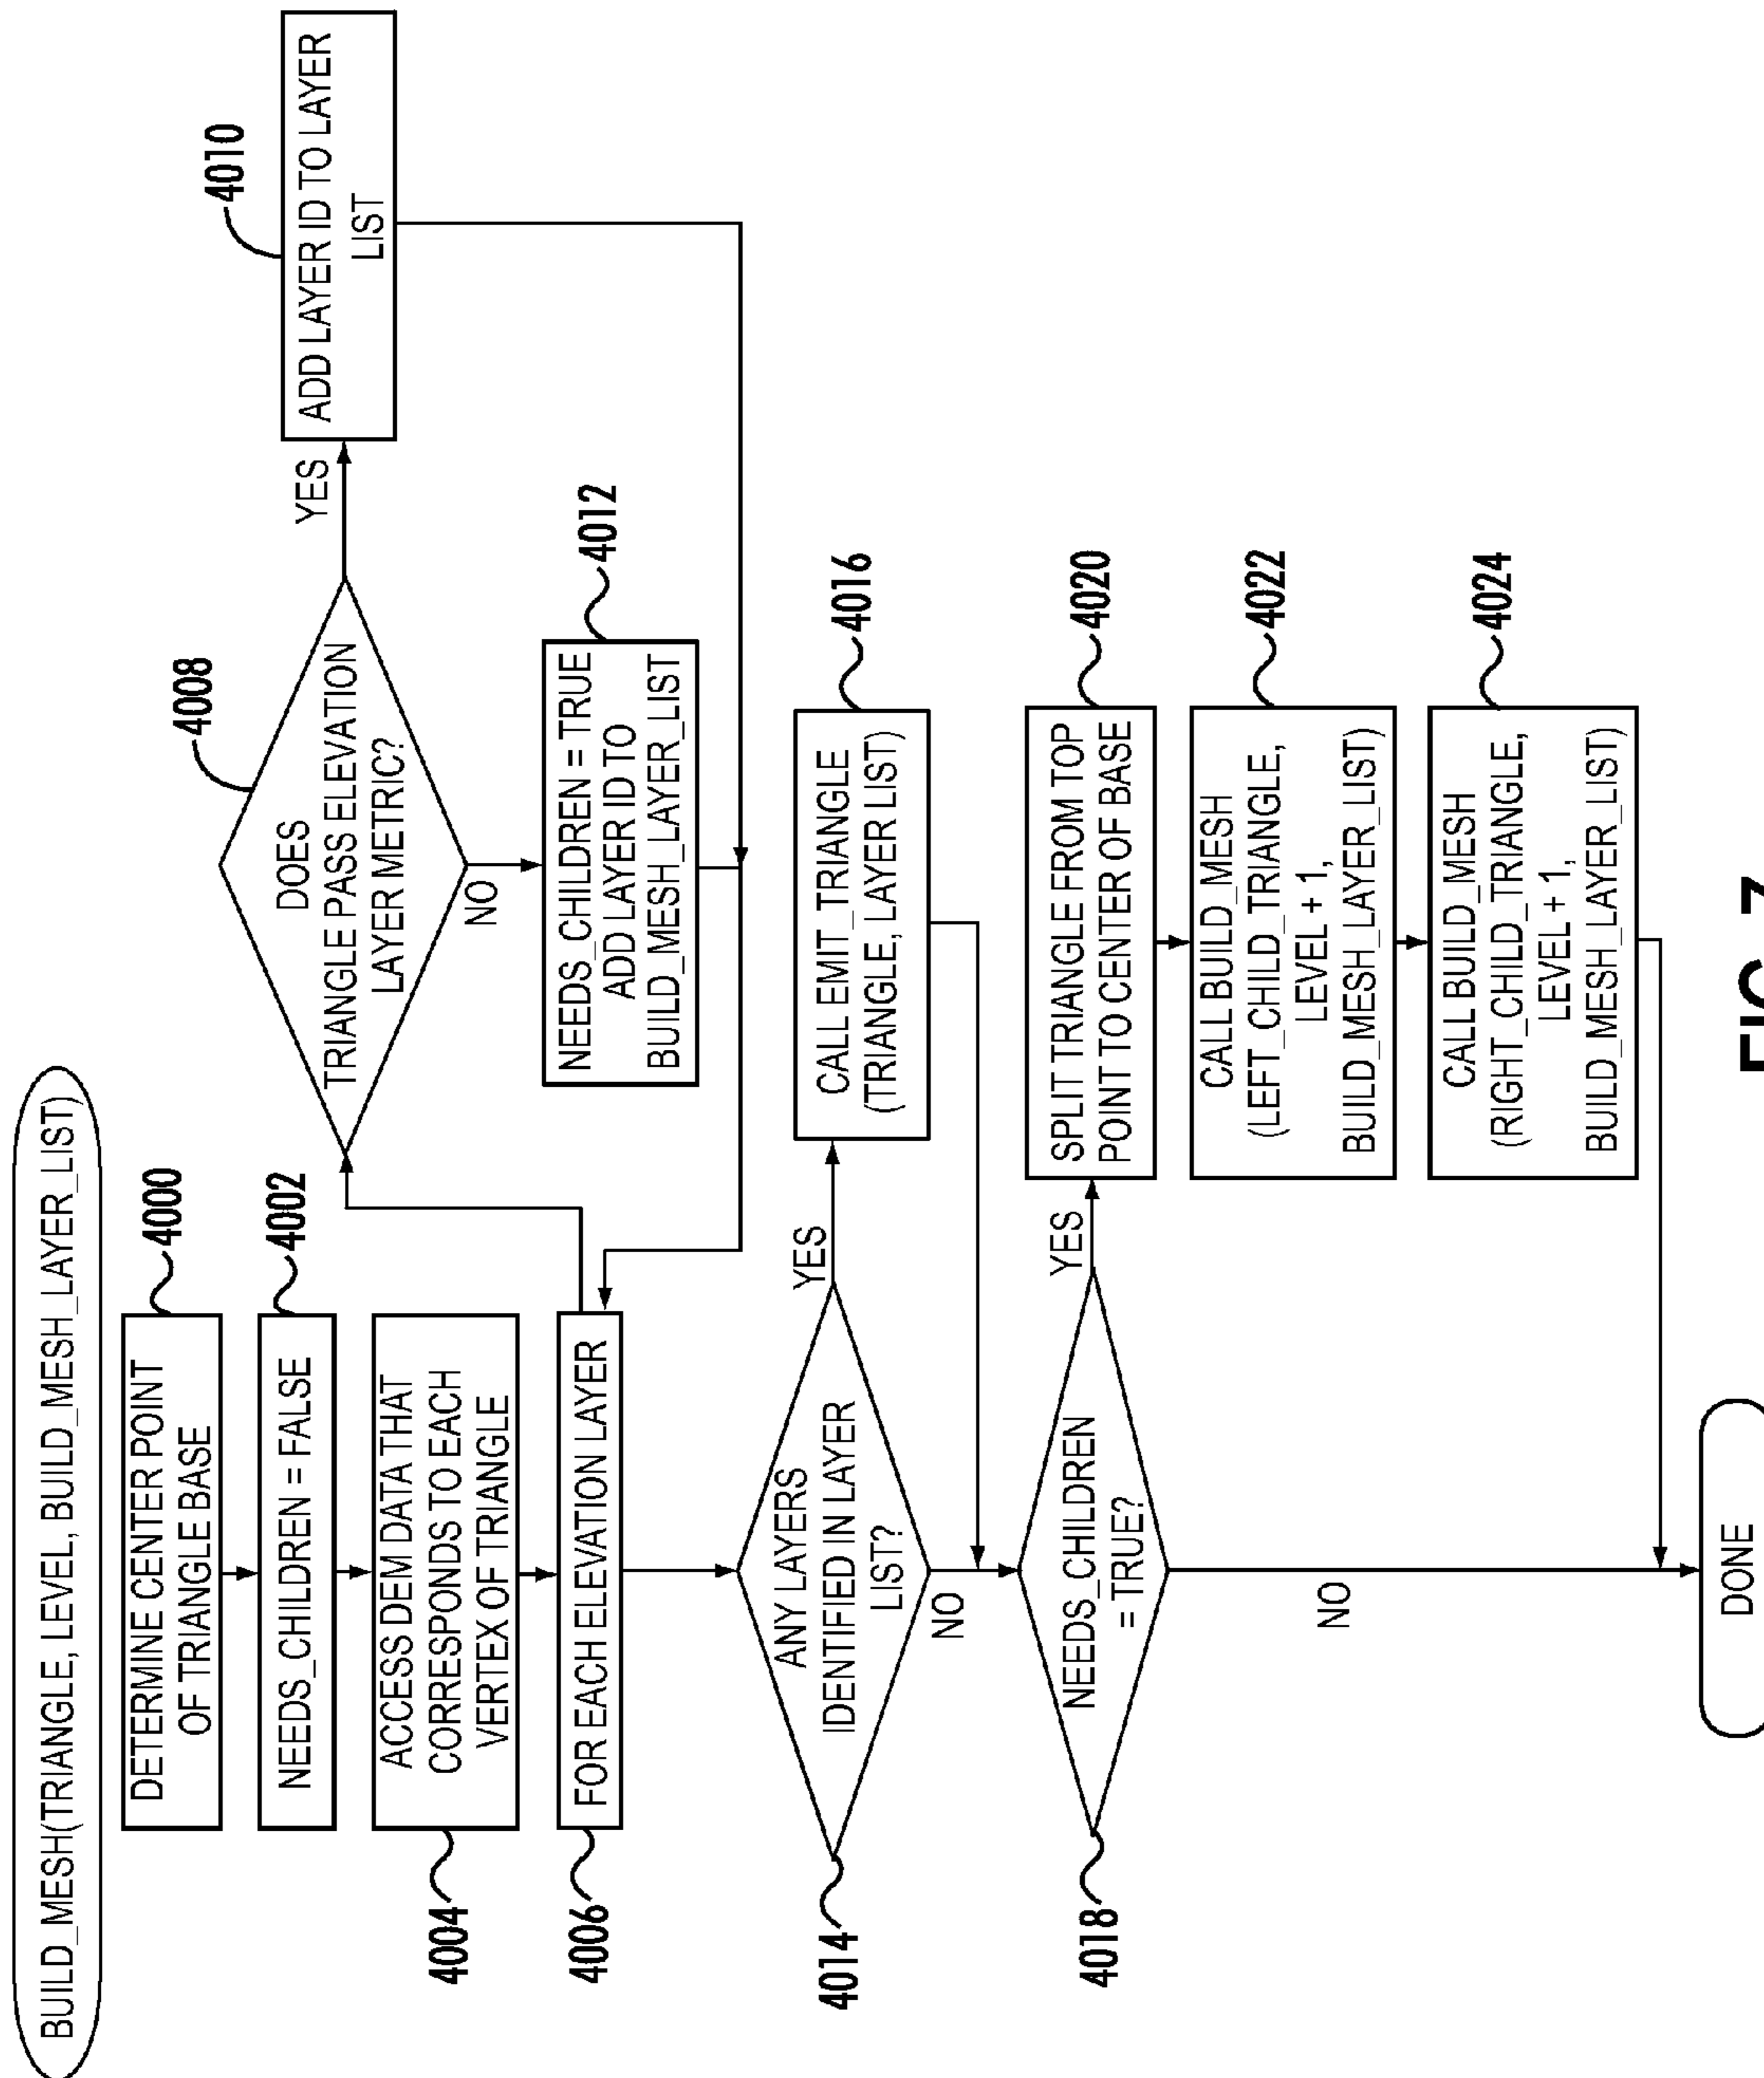 BUILD_MESH(TRIANGLE, LEVEL, BUILD_MESH_LAYER_LIST)
DETERMINE CENTER POINT
OF TRIANGLE BASE
4000
NEEDS_CHILDREN = FALSE
4002
ACCESS DEM DATA THAT
CORRESPONDS TO EACH
VERTEX OF TRIANGLE
4004
FOR EACH ELEVATION LAYER
4006
DOES
TRIANGLE PASS ELEVATION
LAYER METRIC?
4008
YES
ADD LAYER ID TO LAYER
LIST
4010
NO
NEEDS_CHILDREN = TRUE
ADD LAYER ID TO
BUILD_MESH_LAYER_LIST
4012
ANY LAYERS
IDENTIFIED IN LAYER
LIST?
4014
YES
CALL EMIT_TRIANGLE
(TRIANGLE, LAYER LIST)
4016
NO
NEEDS_CHILDREN
= TRUE?
4018
YES
SPLIT TRIANGLE FROM TOP
POINT TO CENTER OF BASE
4020
CALL BUILD_MESH
(LEFT_CHILD_TRIANGLE,
LEVEL + 1,
BUILD_MESH_LAYER_LIST)
4022
CALL BUILD_MESH
(RIGHT_CHILD_TRIANGLE,
LEVEL + 1,
BUILD_MESH_LAYER_LIST)
4024
NO
DONE